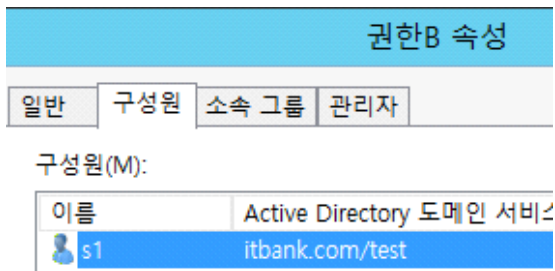 권한B 속성
일반 구성원 소속 그룹 관리자
구성원(M):
이름 Active Directory 도메인 서비스
s1 itbank.com/test